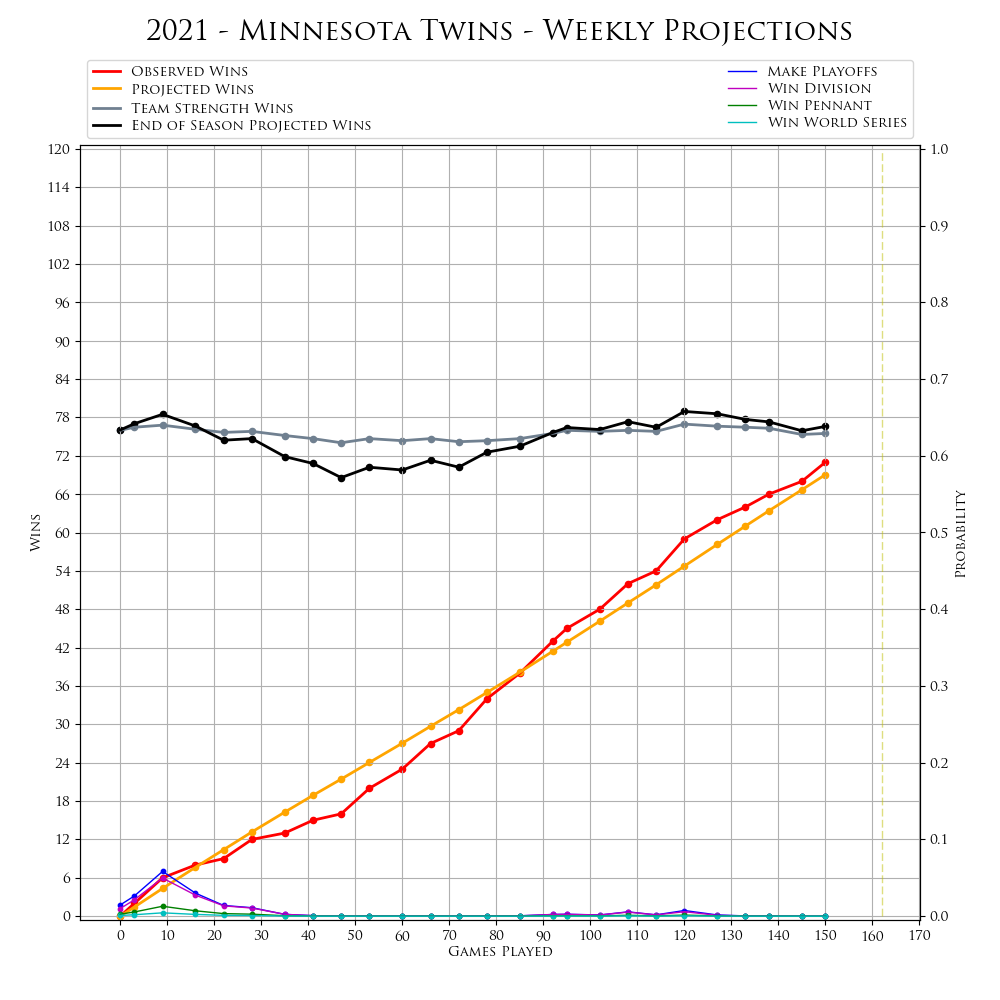 2021 - Minnesota Twins - Weekly Projections
Observed Wins
Projected Wins
Team Strength Wins
End of Season Projected Wins
Make Playoffs
Win Division
Win Pennant
Win World Series
120
114
108
102
96
90
84
78
72
66
60
54
48
42
36
30
24
18
12
6
0
Wins
1.0
0.9
0.8
0.7
0.6
0.5
0.4
0.3
0.2
0.1
0.0
Probability
0 10 20 30 40 50 60 70 80 90 100 110 120 130 140 150 160 170
Games Played